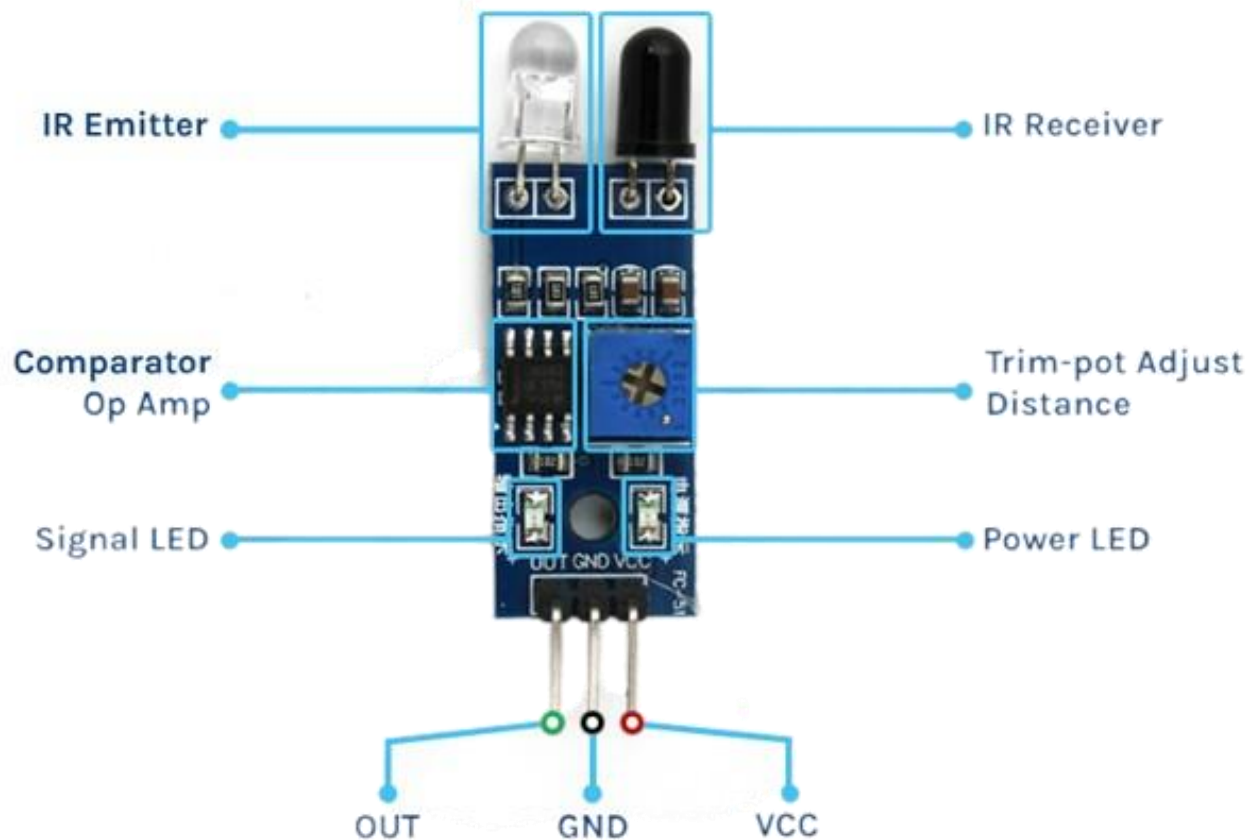 IR Emitter
IR Receiver
Comparator
Op Amp
Trim-pot Adjust
Distance
Signal LED
Power LED
OUT GND VCC
OUT
GND
VCC